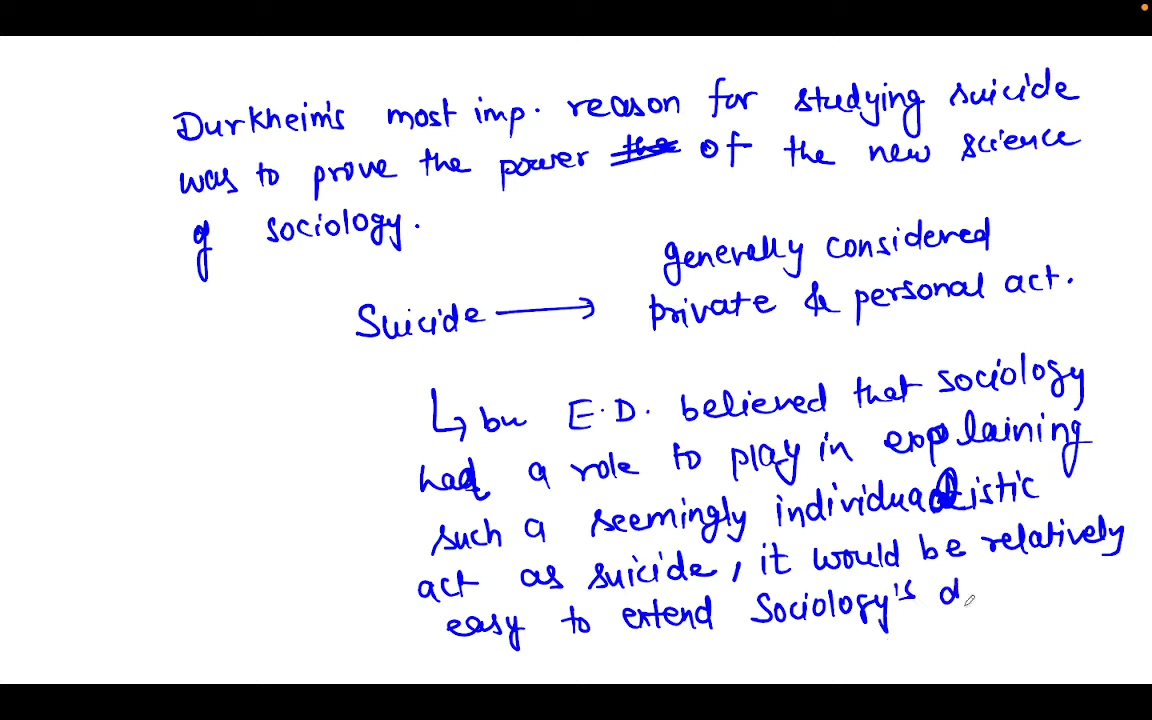 Durkheim's most imp. reason for studying suicide
was to prove the power the of the new science
of sociology.
generally considered
Suicide → private & personal act.
↳ bu E.D. believed that sociology
had a role to play in explaining
such a seemingly individualistic
act as suicide, it would be relatively
easy to extend Sociology's d